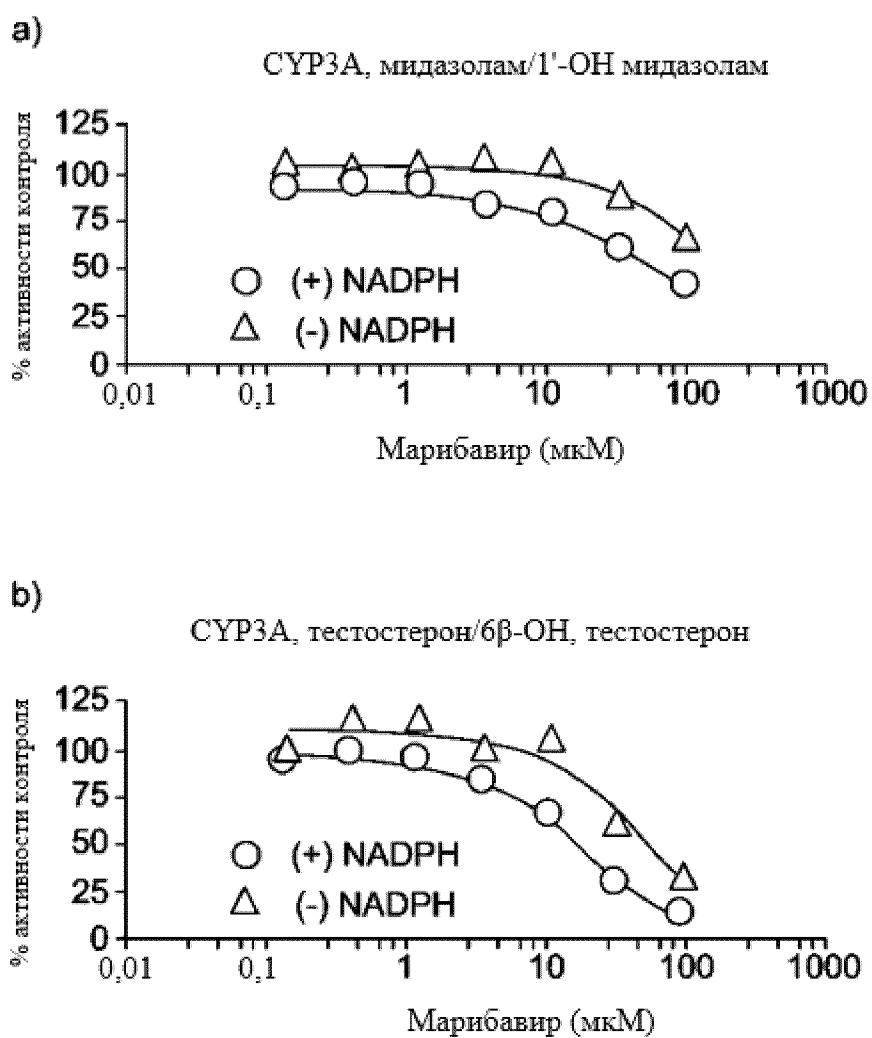 a)
CYP3A, мидазолам/1'-OH мидазолам
% активности контроля
125
100
75
50
25
0
(+) NADPH
(-) NADPH
0,01 0,1 1 10 100 1000
Марибавир (мкМ)
b)
CYP3A, тестостерон/6β-OH, тестостерон
% активности контроля
125
100
75
50
25
0
(+) NADPH
(-) NADPH
0,01 0,1 1 10 100 1000
Марибавир (мкМ)